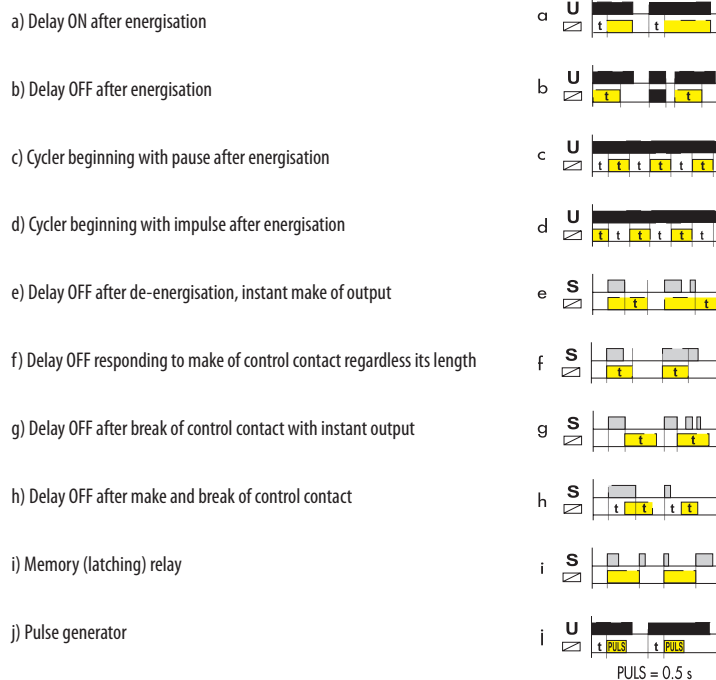 a) Delay ON after energisation
a U
t t
b) Delay OFF after energisation
b U
t t
c) Cycler beginning with pause after energisation
c U
t t t t t t
d) Cycler beginning with impulse after energisation
d U
t t t t t t
e) Delay OFF after de-energisation, instant make of output
e S
t t
f) Delay OFF responding to make of control contact regardless its length
f S
t t
g) Delay OFF after break of control contact with instant output
g S
t t
h) Delay OFF after make and break of control contact
h S
t t t t
i) Memory (latching) relay
i S
j) Pulse generator
j U
t PULS t PULS
PULS = 0.5 s